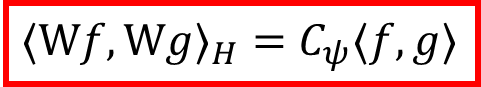 ⟨W𝑓, W𝑔⟩_𝐻 = 𝐶_𝜓⟨𝑓, 𝑔⟩